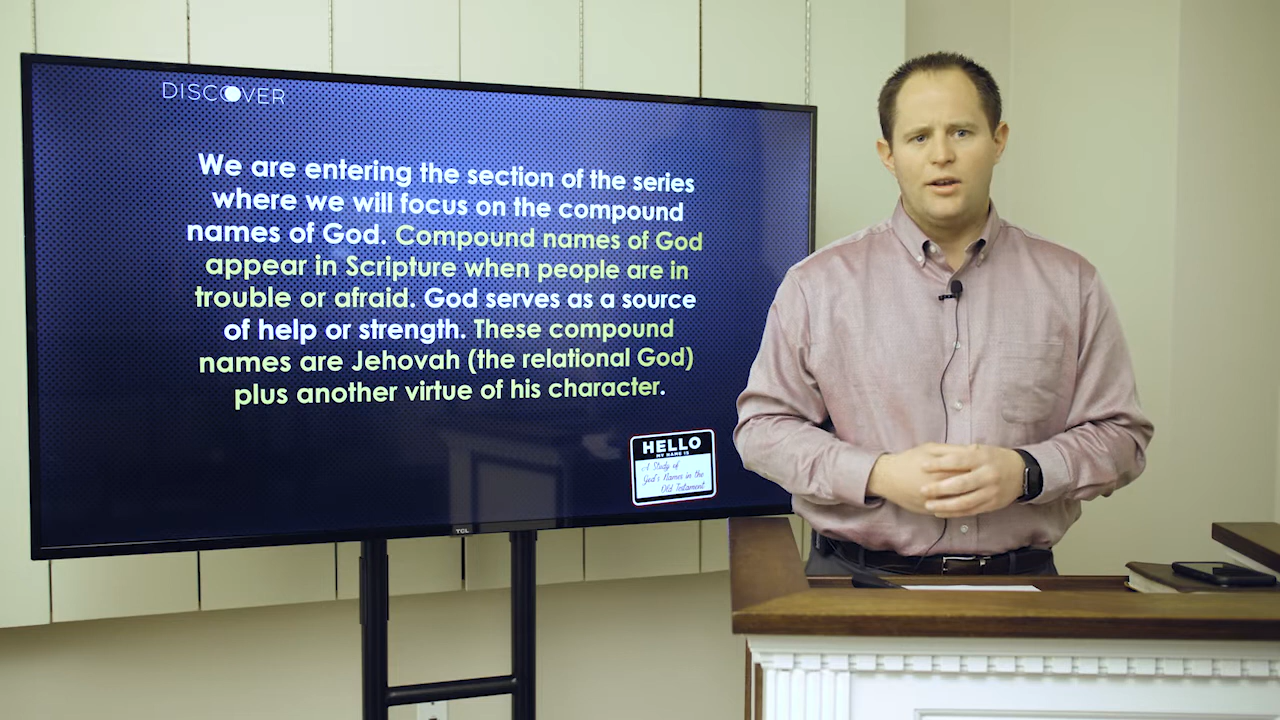 DISCOVER
We are entering the section of the series
where we will focus on the compound
names of God. Compound names of God
appear in Scripture when people are in
trouble or afraid. God serves as a source
of help or strength. These compound
names are Jehovah (the relational God)
plus another virtue of his character.
HELLO
MY NAME IS
A Study of
God's Names in the
Old Testament
TCL